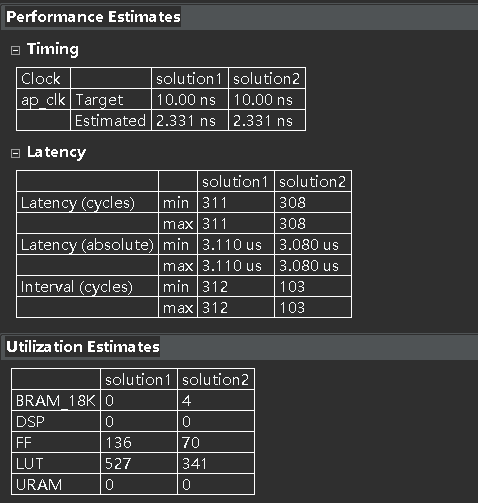 Performance Estimates
Timing
Clock solution1 solution2
ap_clk Target 10.00 ns 10.00 ns
Estimated 2.331 ns 2.331 ns
Latency
solution1 solution2
Latency (cycles) min 311 308
max 311 308
Latency (absolute) min 3.110 us 3.080 us
max 3.110 us 3.080 us
Interval (cycles) min 312 103
max 312 103
Utilization Estimates
solution1 solution2
BRAM_18K 0 4
DSP 0 0
FF 136 70
LUT 527 341
URAM 0 0